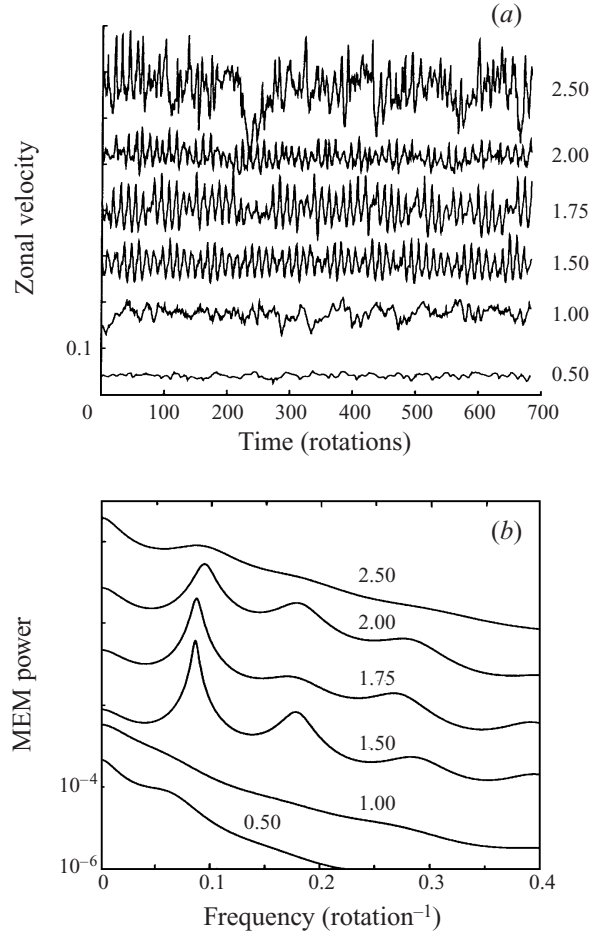 (a)
2.50
2.00
1.75
1.50
1.00
0.50
Zonal velocity
0.1
0 100 200 300 400 500 600 700
Time (rotations)
(b)
2.50
2.00
1.75
1.50
1.00
0.50
MEM power
10⁻⁴
10⁻⁶
0 0.1 0.2 0.3 0.4
Frequency (rotation⁻¹)